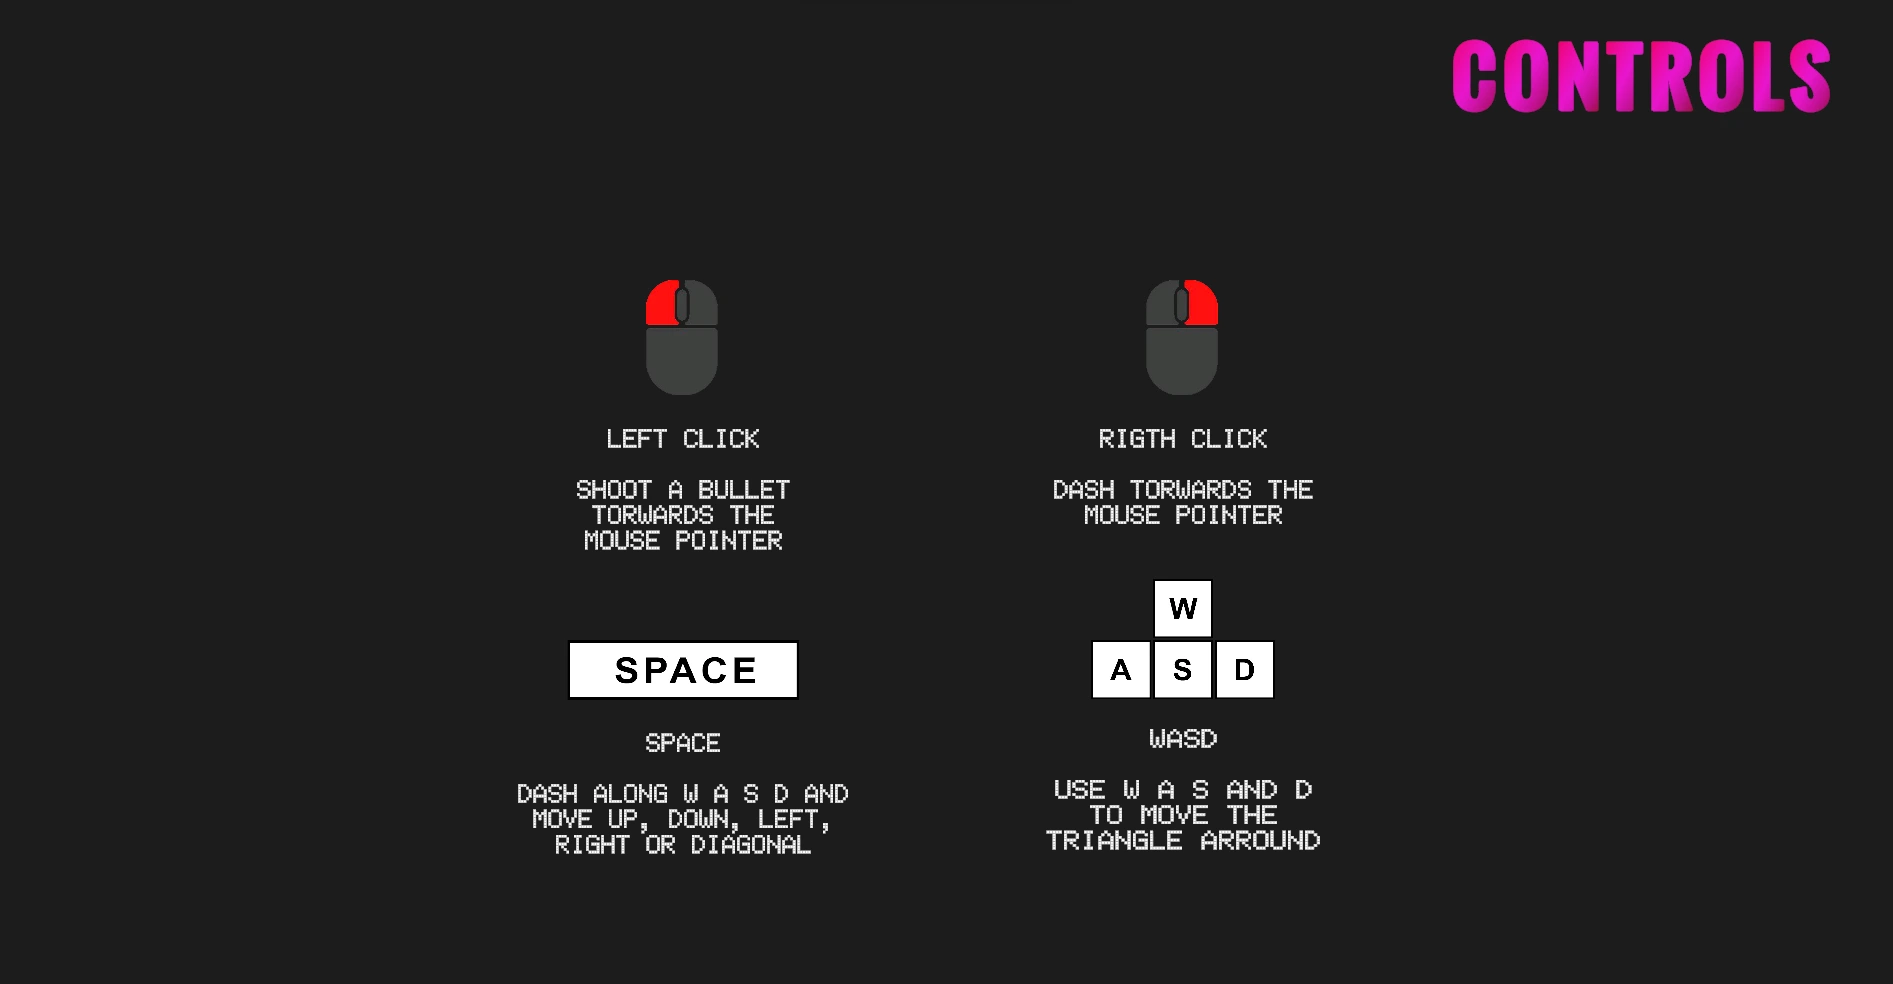 CONTROLS
LEFT CLICK
SHOOT A BULLET
TORWARDS THE
MOUSE POINTER
RIGTH CLICK
DASH TORWARDS THE
MOUSE POINTER
SPACE
SPACE
DASH ALONG W A S D AND
MOVE UP, DOWN, LEFT,
RIGHT OR DIAGONAL
W
A S D
WASD
USE W A S AND D
TO MOVE THE
TRIANGLE ARROUND